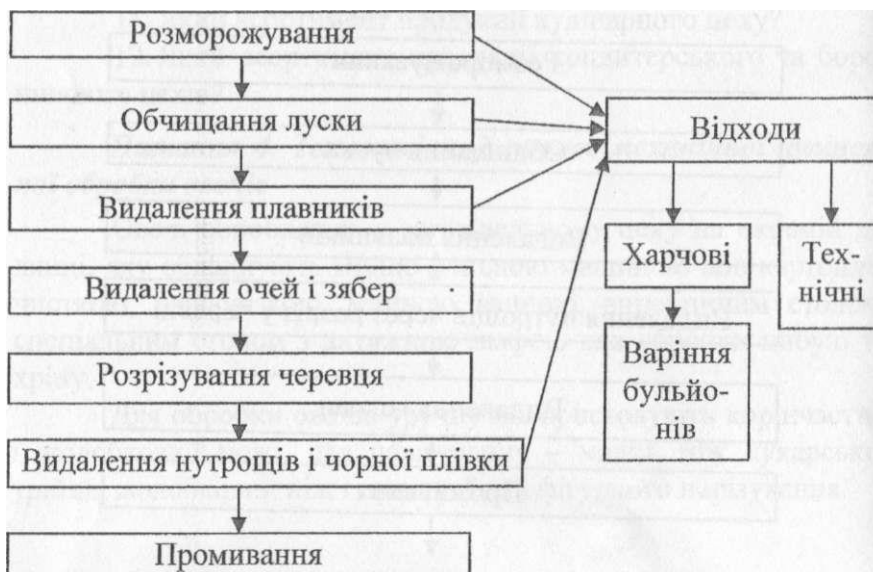 Розморожування
Обчищання луски
Видалення плавників
Вилучення очей і зябер
Розрізування черевця
Видалення нутрощів і чорної плівки
Промивання
Відходи
Харчові
Тех-
нічні
Варіння
бульйо-
нів